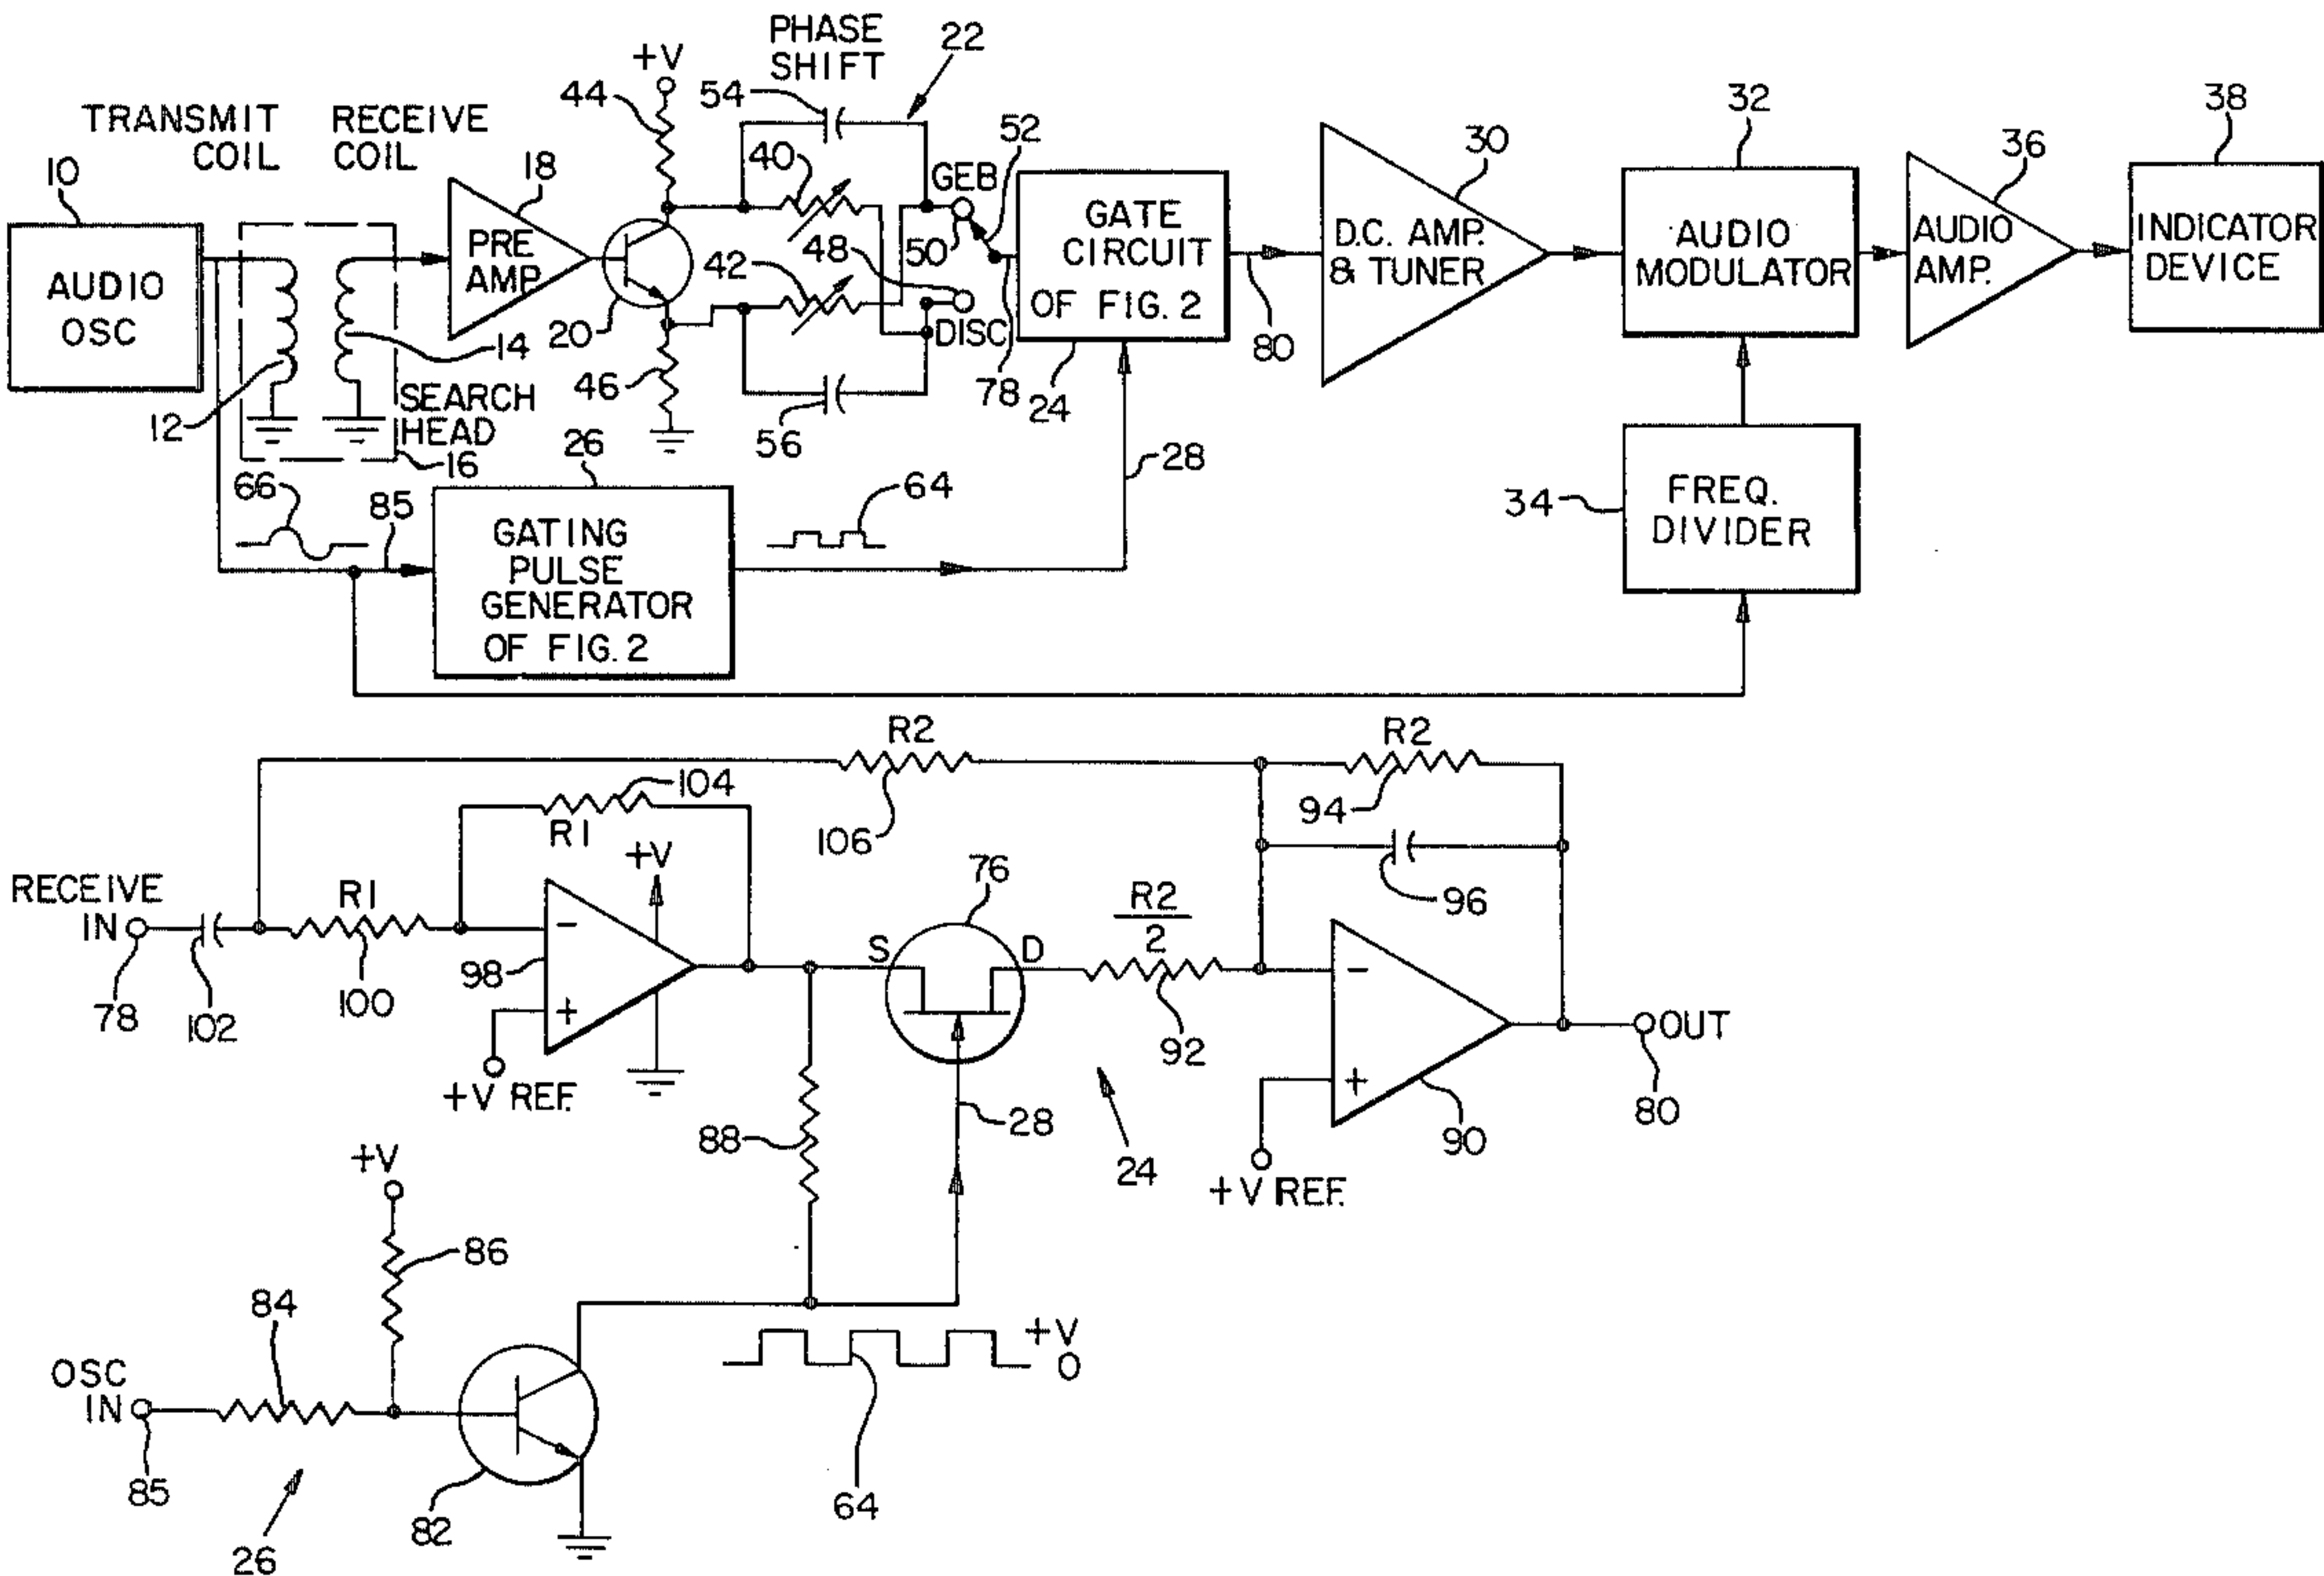 TRANSMIT COIL
RECEIVE COIL
+V
PHASE SHIFT
22
10
AUDIO OSC
12
14
SEARCH HEAD
16
18
PRE AMP.
20
44
46
54
40
42
56
GEB
50
48
DISC
52
78
GATE CIRCUIT OF FIG. 2
24
80
30
D.C. AMP. & TUNER
32
AUDIO MODULATOR
36
AUDIO AMP.
38
INDICATOR DEVICE
66
85
26
GATING PULSE GENERATOR OF FIG. 2
64
28
34
FREQ. DIVIDER
R2
106
R2
94
104
R1
96
RECEIVE IN
78
102
R1
100
98
-
+
+V
+V REF.
76
S
D
R2
2
92
-
+
90
+V REF.
OUT
80
88
28
24
+V
86
84
OSC IN
85
82
26
64
+V
0